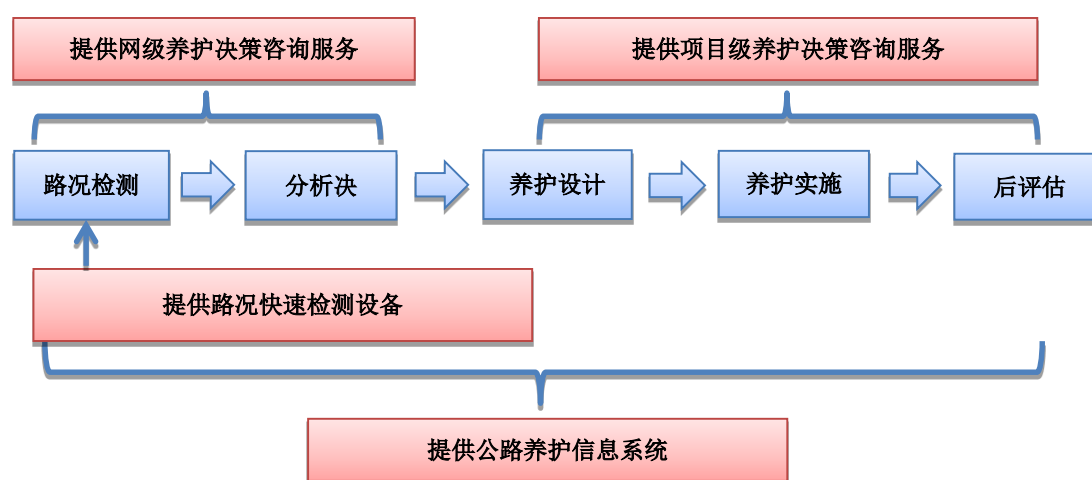 提供网级养护决策咨询服务
提供项目级养护决策咨询服务
路况检测
分析决
养护设计
养护实施
后评估
提供路况快速检测设备
提供公路养护信息系统